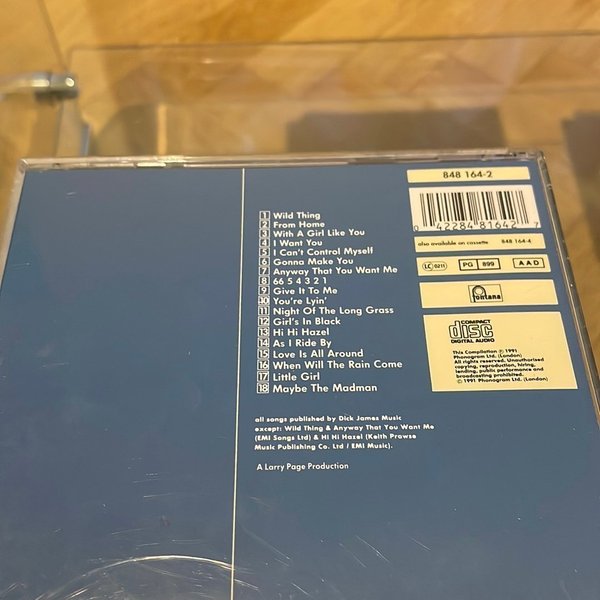 848 164-2
0 42284 81642 7
also available on cassette 848 164-4
LC 0211 PG 899 AAD
fontana
COMPACT
disc
DIGITAL AUDIO
This Compilation ℗ 1991
Phonogram Ltd. (London)
All rights reserved. Unauthorised
copying, reproduction, hiring,
lending, public performance and
broadcasting prohibited.
© 1991 Phonogram Ltd. (London)
1 Wild Thing
2 From Home
3 With A Girl Like You
4 I Want You
5 I Can't Control Myself
6 Gonna Make You
7 Anyway That You Want Me
8 66 5 4 3 2 1
9 Give It To Me
10 You're Lyin'
11 Night Of The Long Grass
12 Girl's In Black
13 Hi Hi Hazel
14 As I Ride By
15 Love Is All Around
16 When Will The Rain Come
17 Little Girl
18 Maybe The Madman
all songs published by Dick James Music
except: Wild Thing & Anyway That You Want Me
(EMI Songs Ltd) & Hi Hi Hazel (Keith Prowse
Music Publishing Co. Ltd / EMI Music).
A Larry Page Production